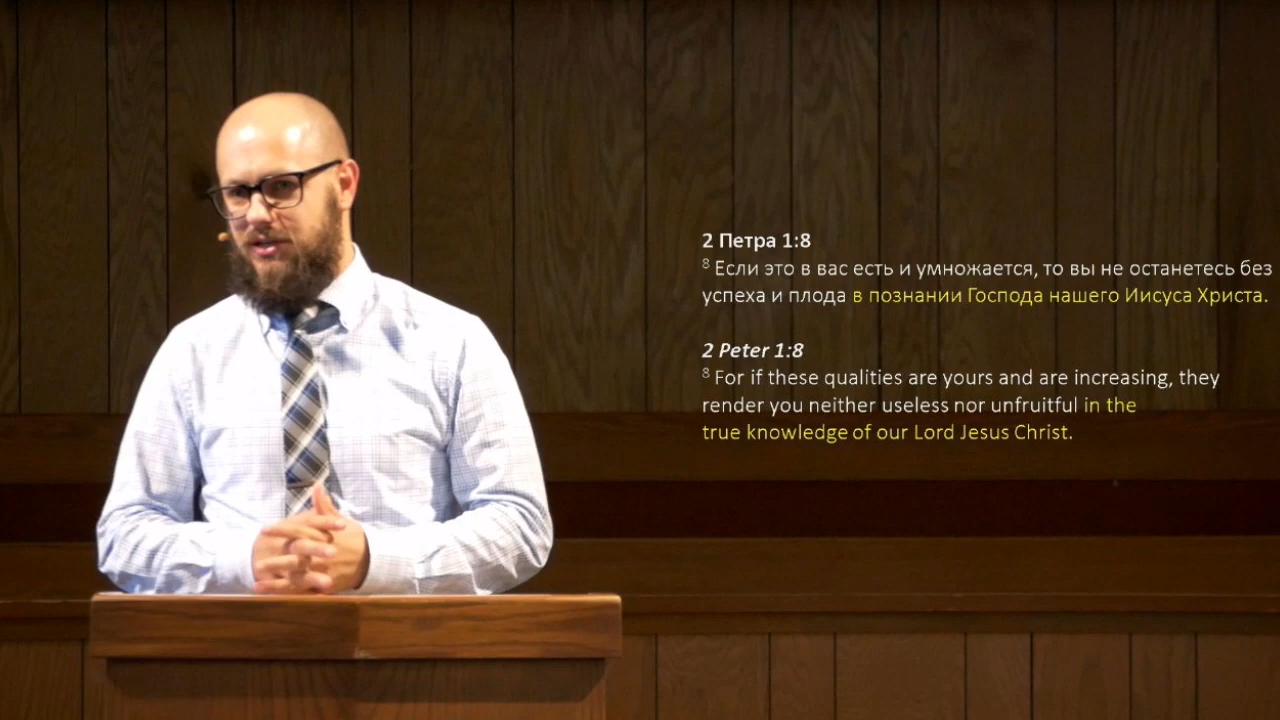 2 Петра 1:8
8 Если это в вас есть и умножается, то вы не останетесь без
успеха и плода в познании Господа нашего Иисуса Христа.
2 Peter 1:8
8 For if these qualities are yours and are increasing, they
render you neither useless nor unfruitful in the
true knowledge of our Lord Jesus Christ.